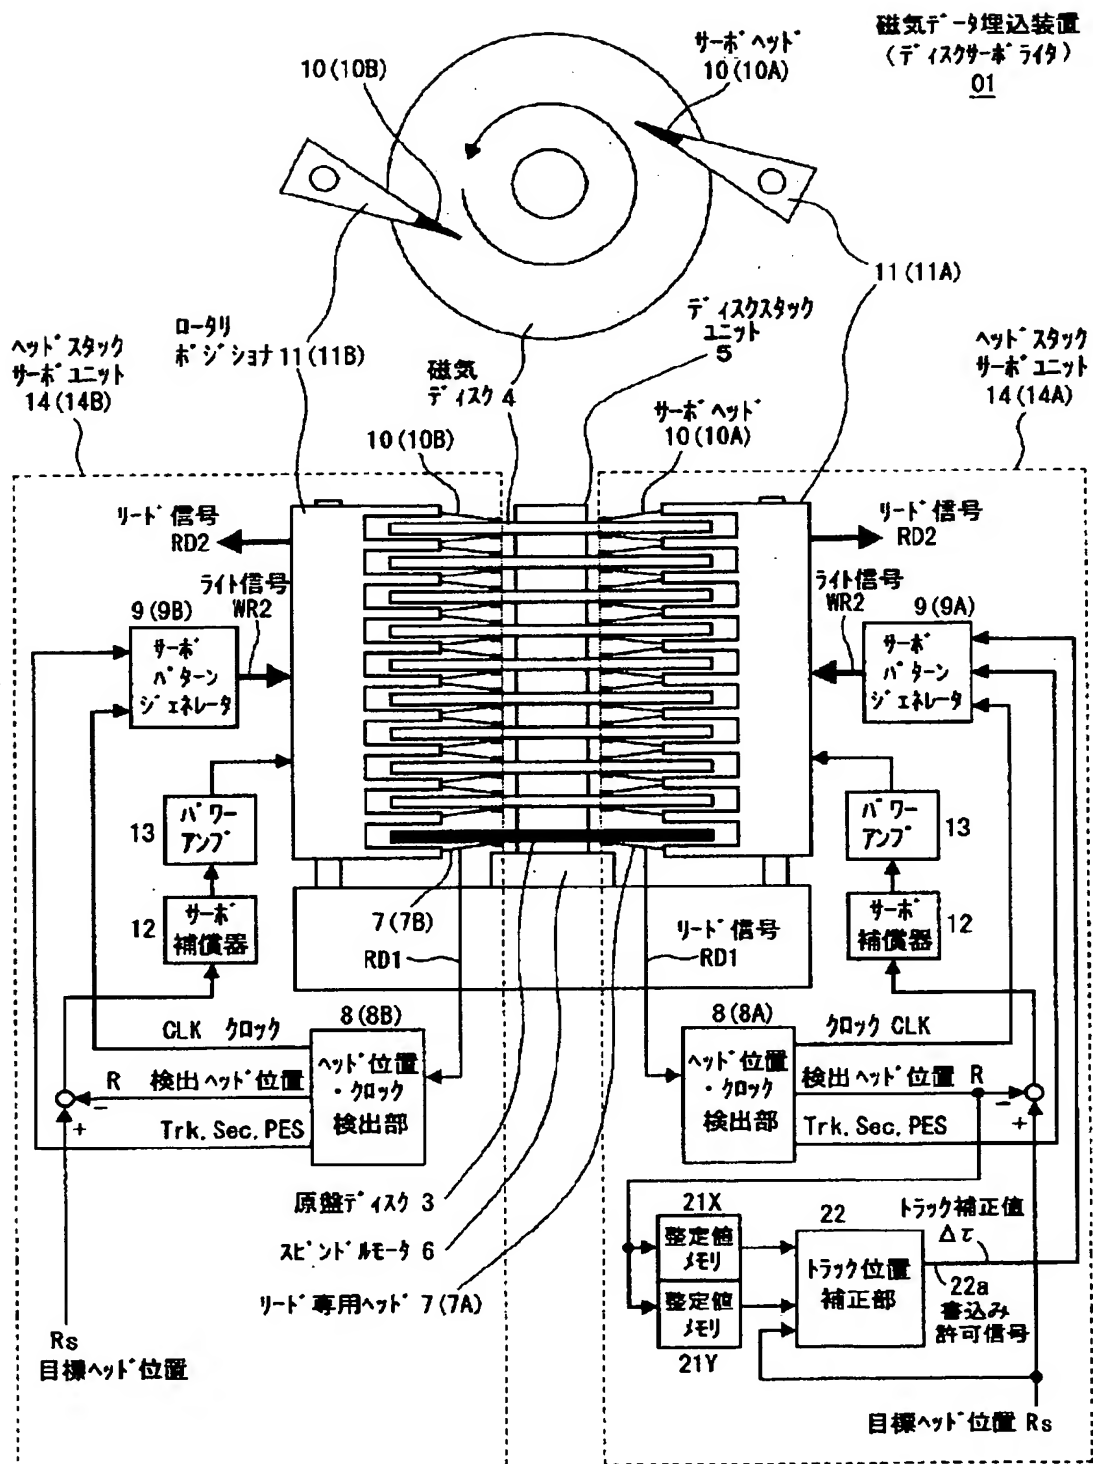 磁気データ埋込装置
(ディスクサーボライタ)
01
サーボヘッド
10(10A)
10(10B)
11(11A)
ディスクスタック
ユニット
5
ロータリ
ポジショナ11(11B)
磁気
ディスク4
ヘッドスタック
サーボユニット
14(14B)
ヘッドスタック
サーボユニット
14(14A)
10(10B)
サーボヘッド
10(10A)
リード信号
RD2
リード信号
RD2
ライト信号
WR2
ライト信号
WR2
9(9B)
サーボ
パターン
ジェネレータ
9(9A)
サーボ
パターン
ジェネレータ
13
パワー
アンプ
パワー
アンプ
13
12
サーボ
補償器
サーボ
補償器
12
7(7B)
RD1
リード信号
RD1
8(8B)
ヘッド位置
・クロック
検出部
8(8A)
ヘッド位置
・クロック
検出部
CLK クロック
R 検出ヘッド位置
Trk.Sec.PES
クロック CLK
検出ヘッド位置 R
Trk.Sec.PES
−
+
−
+
原盤ディスク 3
スピンドルモータ 6
リード専用ヘッド 7(7A)
21X
整定値
メモリ
整定値
メモリ
21Y
22
トラック位置
補正部
トラック補正値
Δτ
22a
書込み
許可信号
Rs
目標ヘッド位置
目標ヘッド位置 Rs